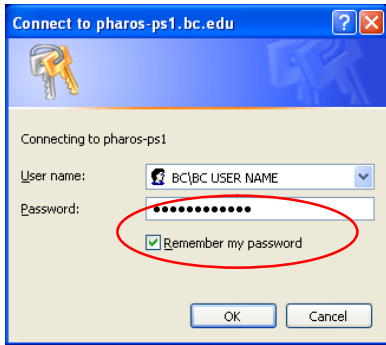 Connect to pharos-ps1.bc.edu
Connecting to pharos-ps1
User name:
BC\BC USER NAME
Password:
••••••••••••
Remember my password
OK
Cancel